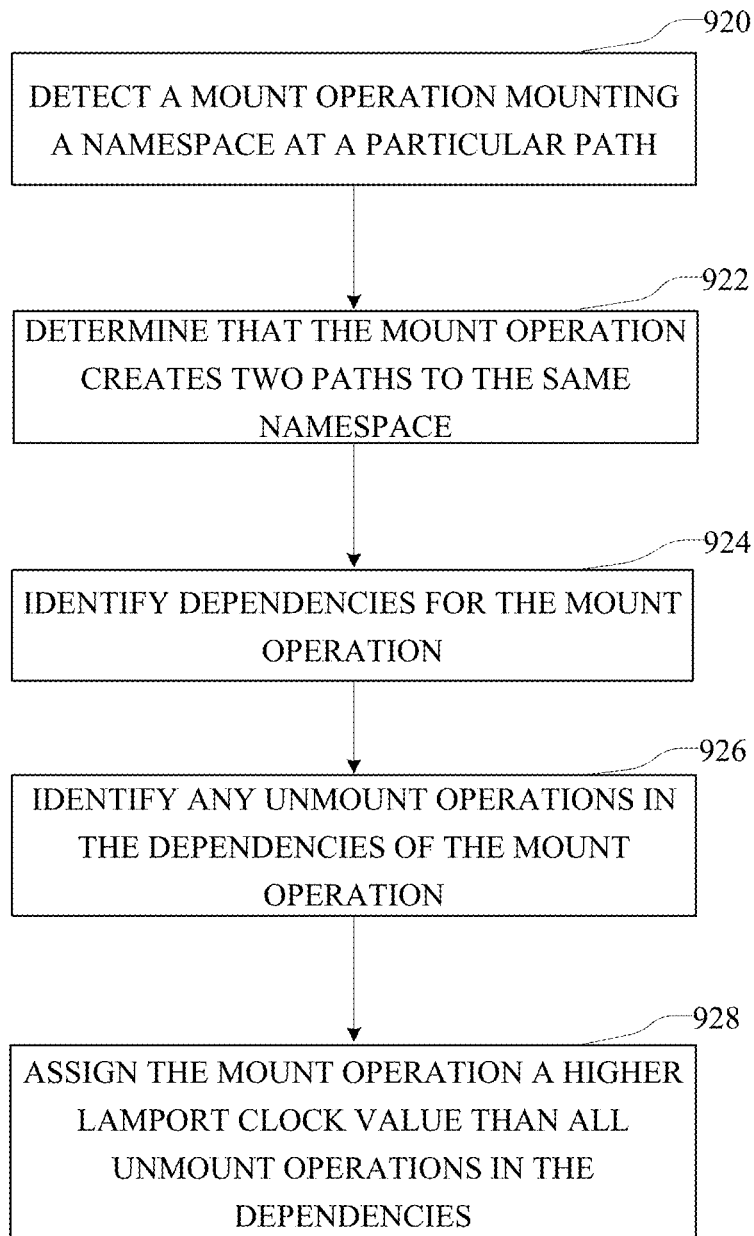 920
DETECT A MOUNT OPERATION MOUNTING
A NAMESPACE AT A PARTICULAR PATH
922
DETERMINE THAT THE MOUNT OPERATION
CREATES TWO PATHS TO THE SAME
NAMESPACE
924
IDENTIFY DEPENDENCIES FOR THE MOUNT
OPERATION
926
IDENTIFY ANY UNMOUNT OPERATIONS IN
THE DEPENDENCIES OF THE MOUNT
OPERATION
928
ASSIGN THE MOUNT OPERATION A HIGHER
LAMPORT CLOCK VALUE THAN ALL
UNMOUNT OPERATIONS IN THE
DEPENDENCIES